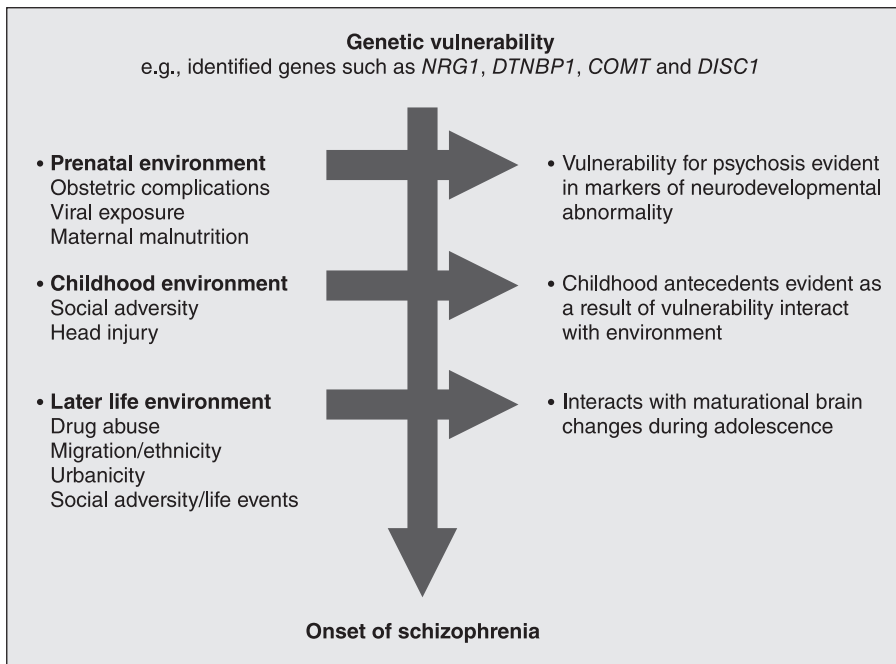 Genetic vulnerability
e.g., identified genes such as NRG1, DTNBP1, COMT and DISC1
• Prenatal environment
Obstetric complications
Viral exposure
Maternal malnutrition
• Vulnerability for psychosis evident
in markers of neurodevelopmental
abnormality
• Childhood environment
Social adversity
Head injury
• Childhood antecedents evident as
a result of vulnerability interact
with environment
• Later life environment
Drug abuse
Migration/ethnicity
Urbanicity
Social adversity/life events
• Interacts with maturational brain
changes during adolescence
Onset of schizophrenia